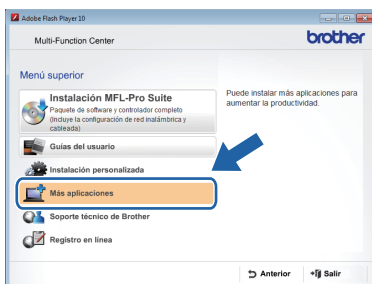 Adobe Flash Player 10
Multi-Function Center
brother
Menú superior
Instalación MFL-Pro Suite
Paquete de software y controlador completo
(Incluye la configuración de red inalámbrica y
cableada)
Puede instalar más aplicaciones para
aumentar la productividad.
Guías del usuario
Instalación personalizada
Más aplicaciones
Soporte técnico de Brother
Registro en línea
Anterior
Salir